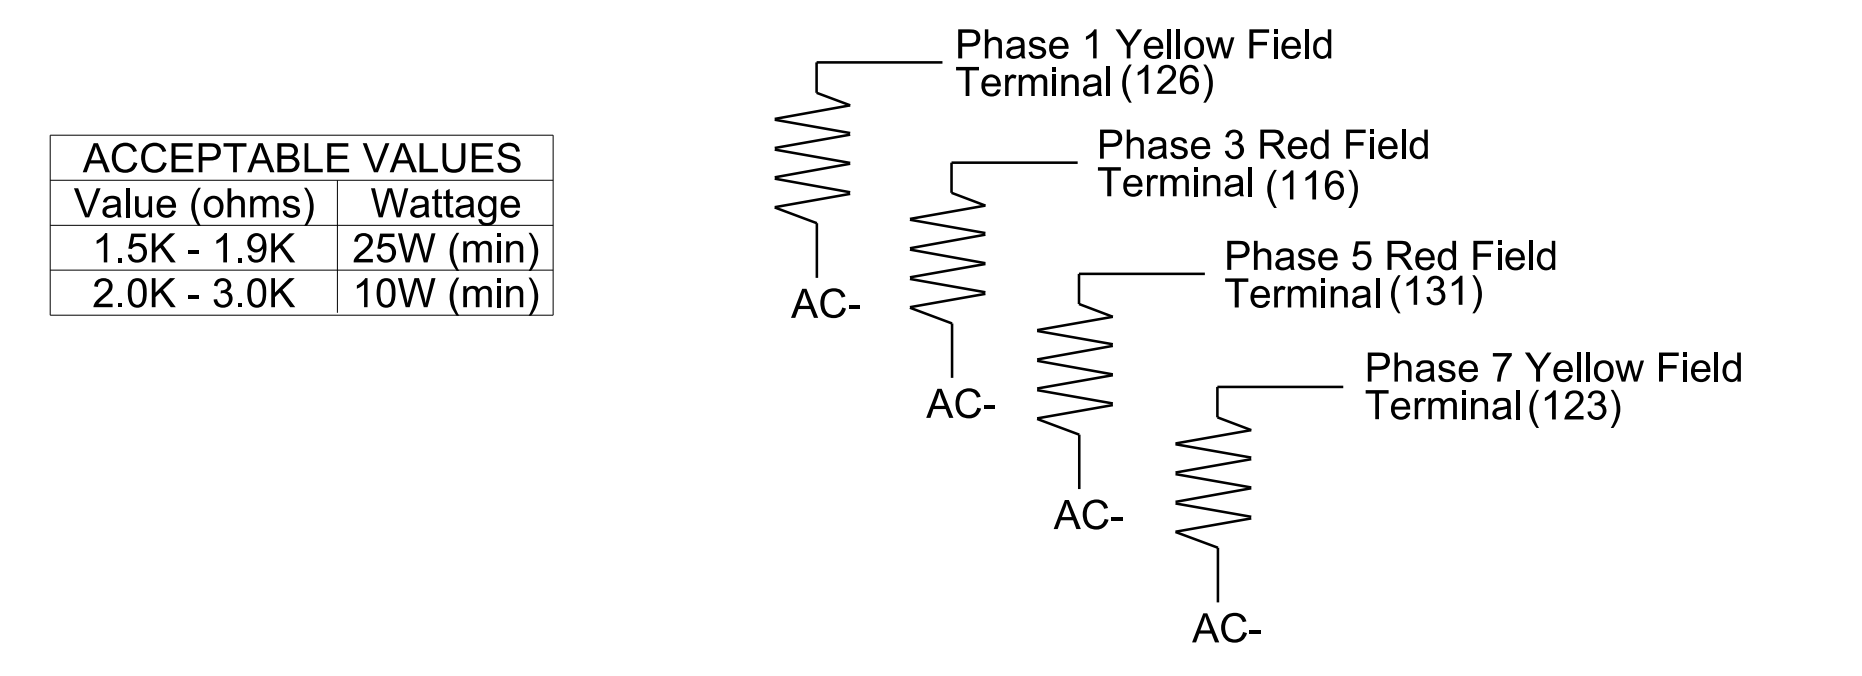 ACCEPTABLE VALUES
Value (ohms) Wattage
1.5K - 1.9K 25W (min)
2.0K - 3.0K 10W (min)
Phase 1 Yellow Field
Terminal (126)
AC-
Phase 3 Red Field
Terminal (116)
AC-
Phase 5 Red Field
Terminal (131)
AC-
Phase 7 Yellow Field
Terminal (123)
AC-